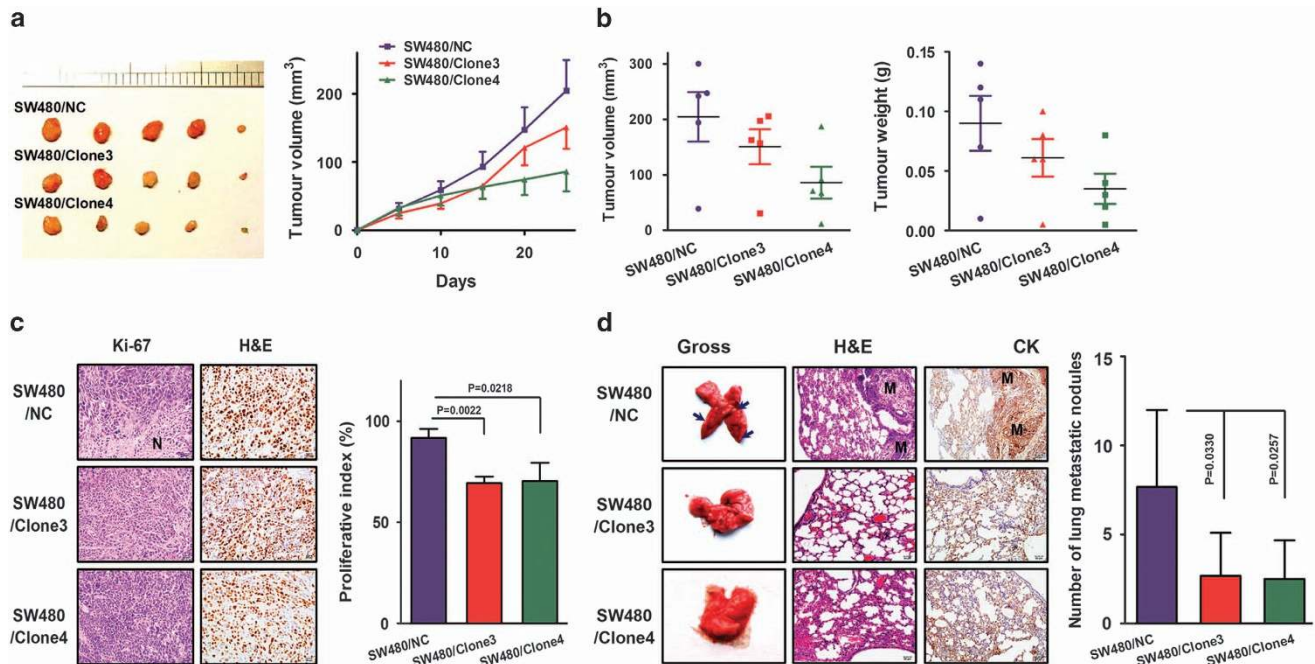 a
SW480/NC
SW480/Clone3
SW480/Clone4
Tumour volume (mm³)
200
100
0
0
10
20
Days
SW480/NC
SW480/Clone3
SW480/Clone4
b
Tumour volume (mm³)
300
200
100
0
SW480/NC
SW480/Clone3
SW480/Clone4
Tumour weight (g)
0.15
0.10
0.05
0.00
SW480/NC
SW480/Clone3
SW480/Clone4
c
Ki-67
H&E
SW480
/NC
N
SW480
/Clone3
SW480
/Clone4
Proliferative index (%)
100
50
0
P=0.0218
P=0.0022
SW480/NC
SW480/Clone3
SW480/Clone4
d
Gross
H&E
CK
SW480
/NC
M
M
M
M
SW480
/Clone3
SW480
/Clone4
Number of lung metastatic nodules
15
10
5
0
P=0.0330
P=0.0257
SW480/NC
SW480/Clone3
SW480/Clone4